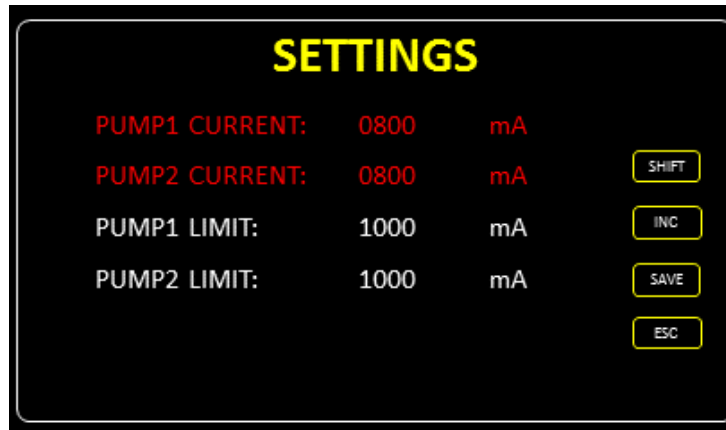 SETTINGS
PUMP1 CURRENT: 0800 mA
PUMP2 CURRENT: 0800 mA
PUMP1 LIMIT: 1000 mA
PUMP2 LIMIT: 1000 mA
SHIFT
INC
SAVE
ESC